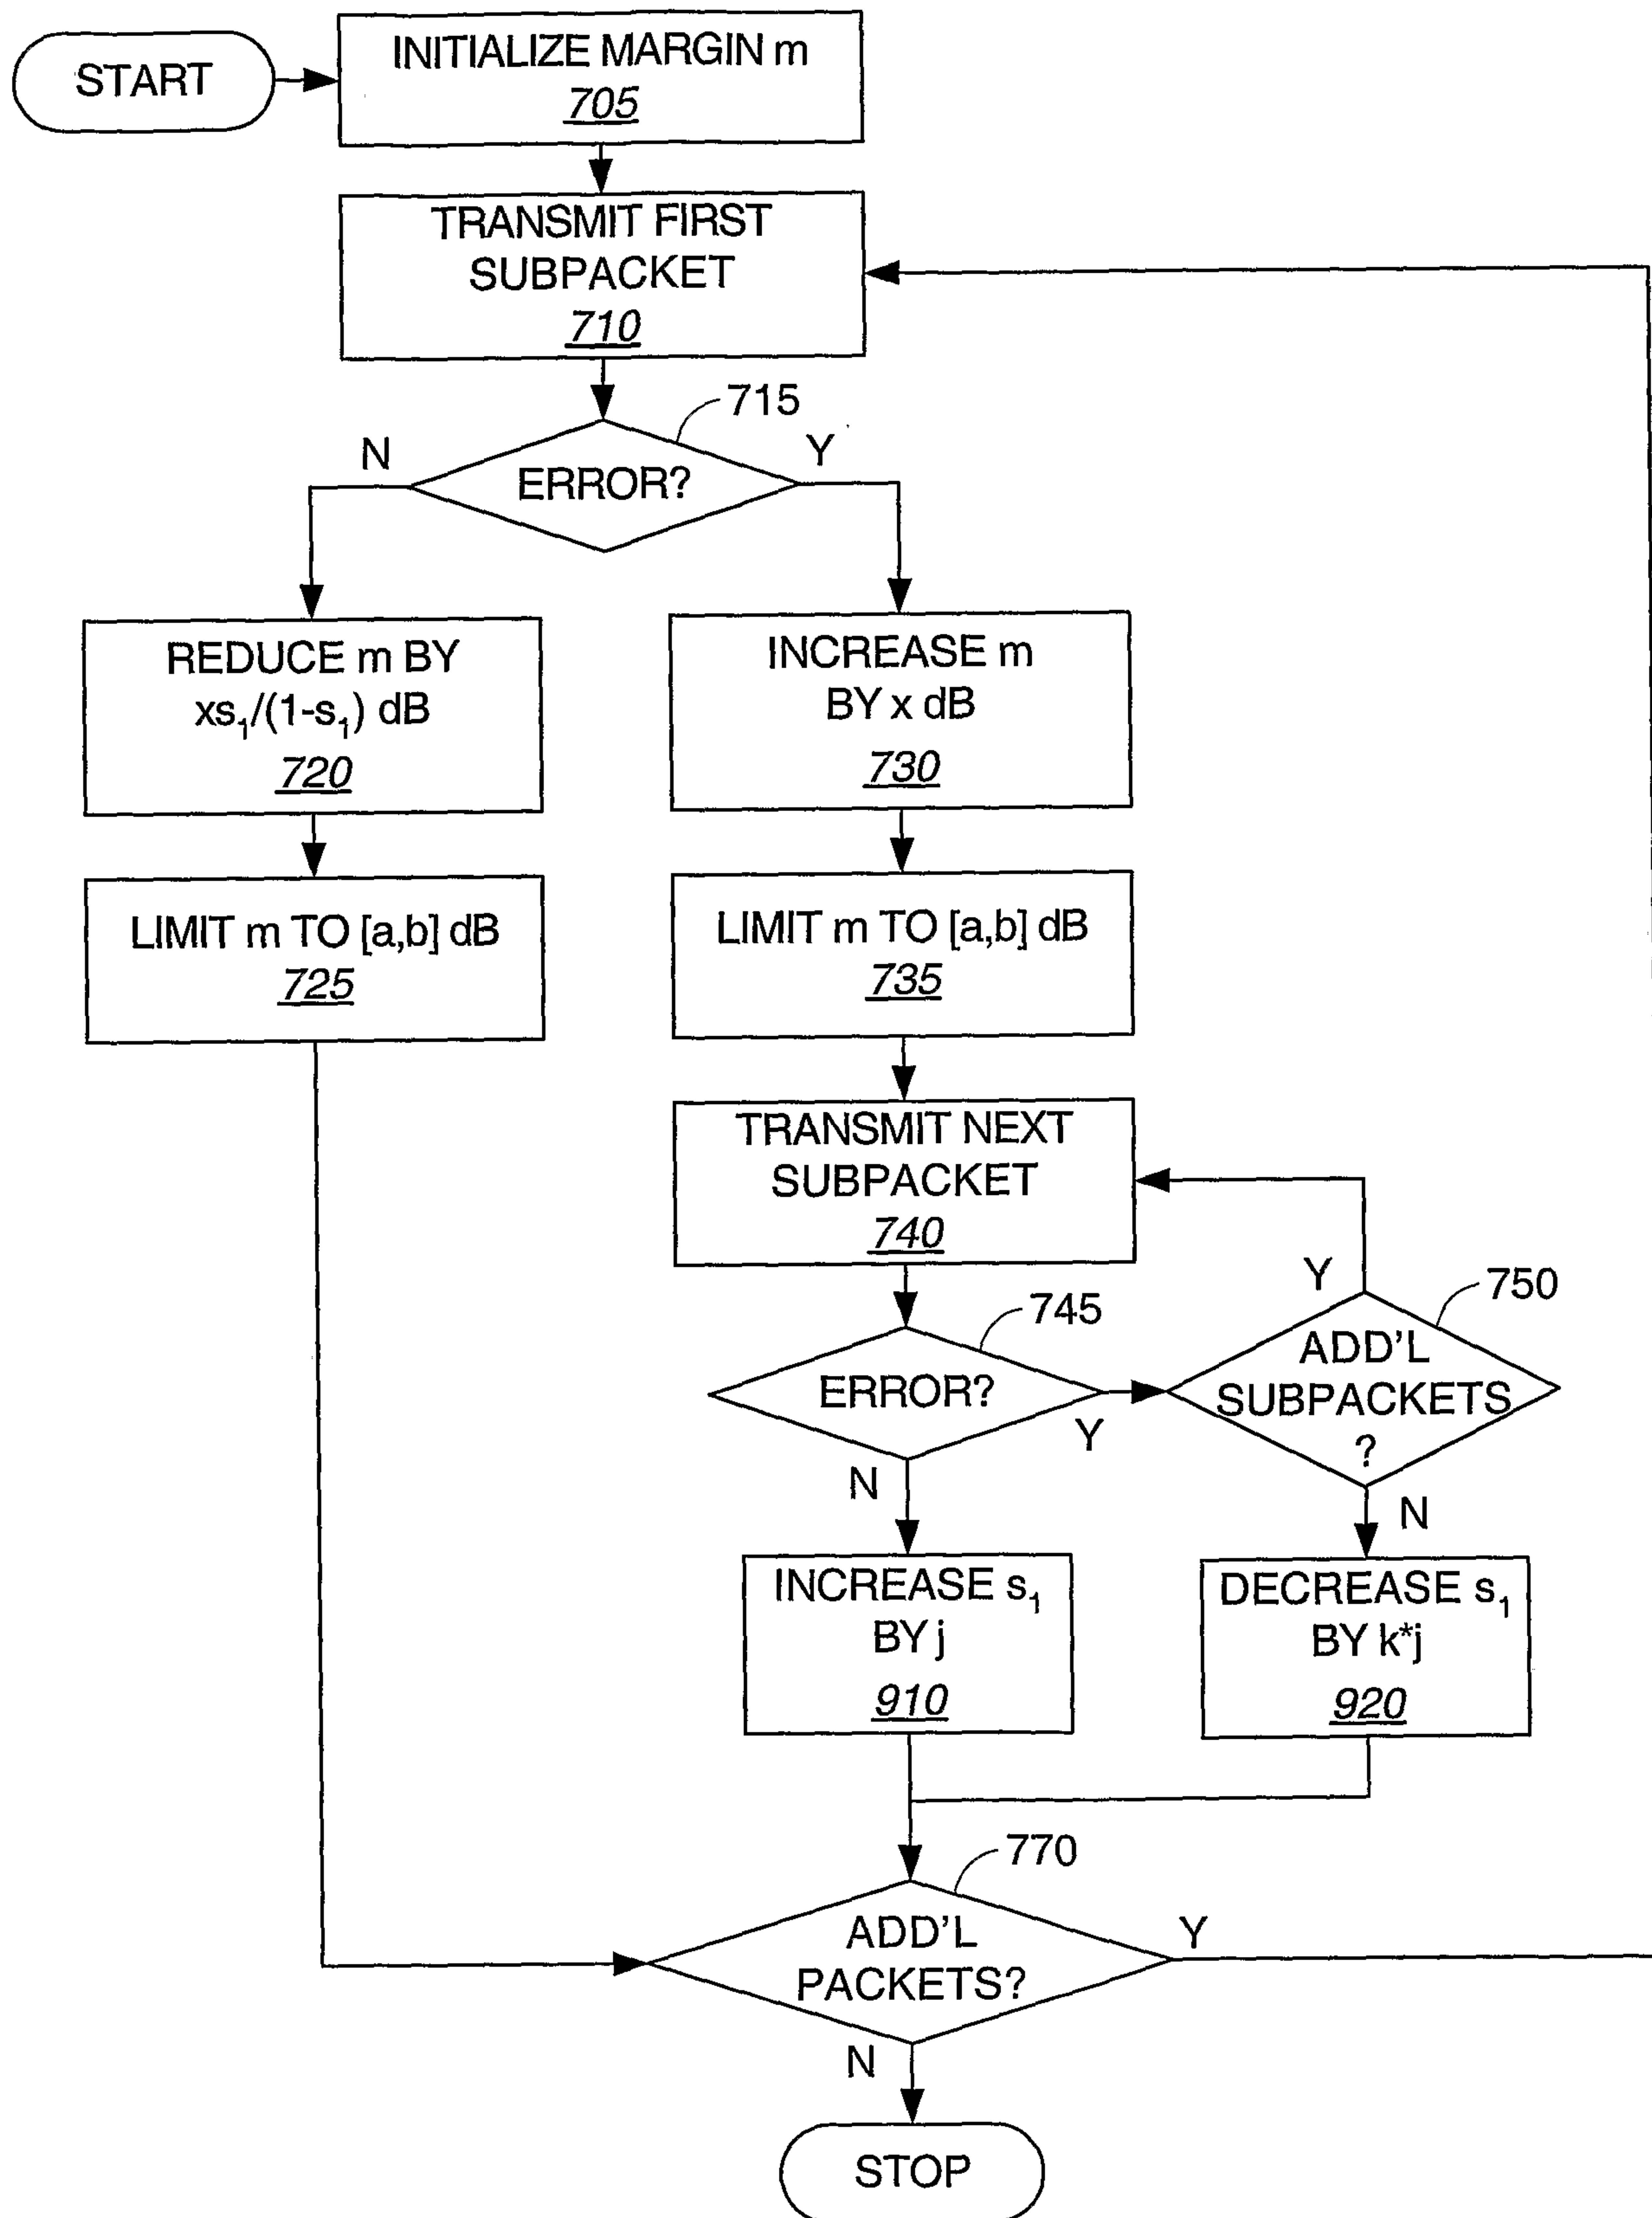 START
INITIALIZE MARGIN m
705
TRANSMIT FIRST
SUBPACKET
710
715
N
ERROR?
Y
REDUCE m BY
xs₁/(1-s₁) dB
720
INCREASE m
BY x dB
730
LIMIT m TO [a,b] dB
725
LIMIT m TO [a,b] dB
735
TRANSMIT NEXT
SUBPACKET
740
745
ERROR?
Y
N
Y
750
ADD'L
SUBPACKETS
?
N
INCREASE s₁
BY j
910
DECREASE s₁
BY k*j
920
770
ADD'L
PACKETS?
Y
N
STOP